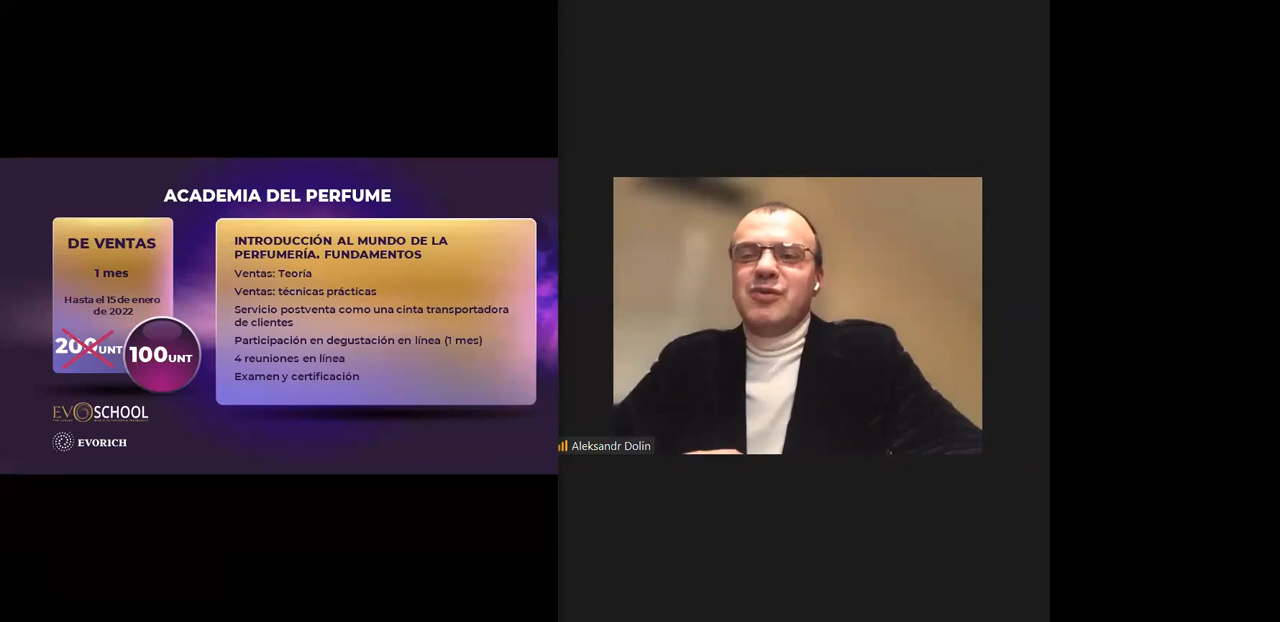 ACADEMIA DEL PERFUME
DE VENTAS
1 mes
Hasta el 15 de enero
de 2022
200UNT
100UNT
INTRODUCCIÓN AL MUNDO DE LA
PERFUMERÍA. FUNDAMENTOS
Ventas: Teoría
Ventas: técnicas prácticas
Servicio postventa como una cinta transportadora
de clientes
Participación en degustación en línea (1 mes)
4 reuniones en línea
Examen y certificación
EVOSCHOOL
EVORICH
Aleksandr Dolin